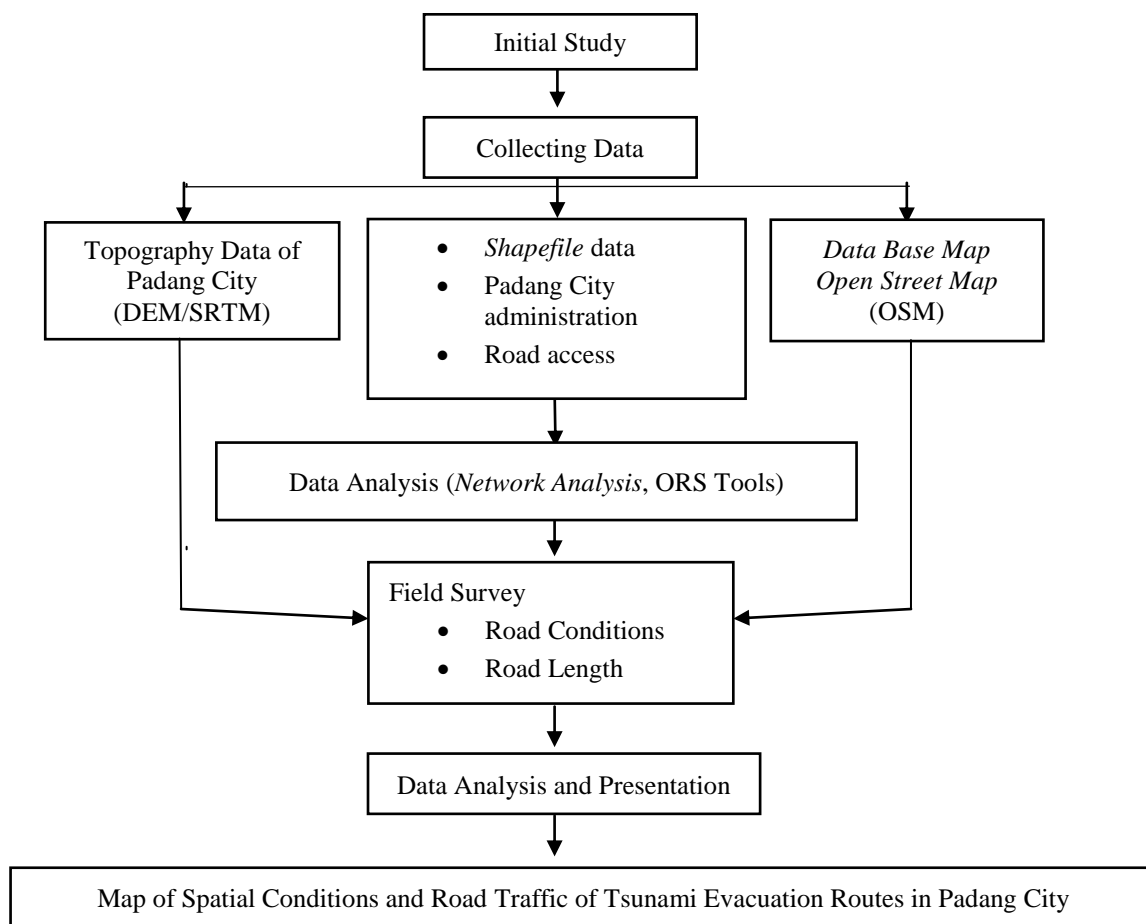 Initial Study
Collecting Data
Topography Data of
Padang City
(DEM/SRTM)
• Shapefile data
• Padang City
administration
• Road access
Data Base Map
Open Street Map
(OSM)
Data Analysis (Network Analysis, ORS Tools)
Field Survey
• Road Conditions
• Road Length
Data Analysis and Presentation
Map of Spatial Conditions and Road Traffic of Tsunami Evacuation Routes in Padang City